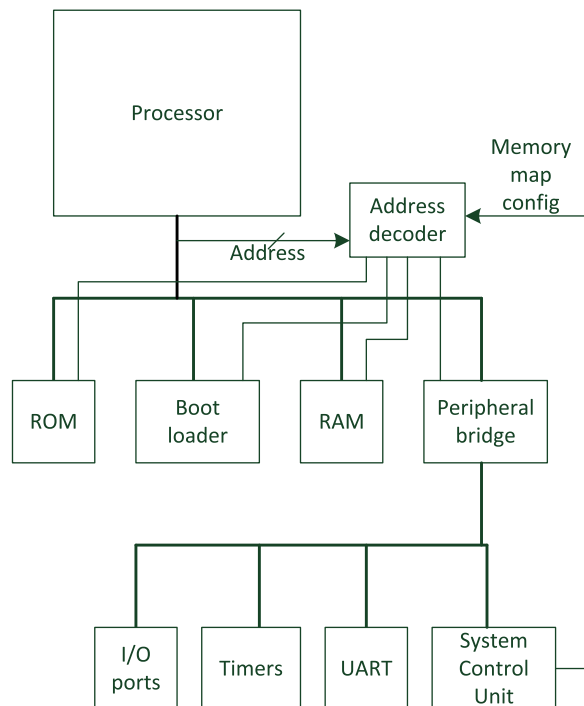 Processor
Memory
map
config
Address
decoder
Address
ROM
Boot
loader
RAM
Peripheral
bridge
I/O
ports
Timers
UART
System
Control
Unit